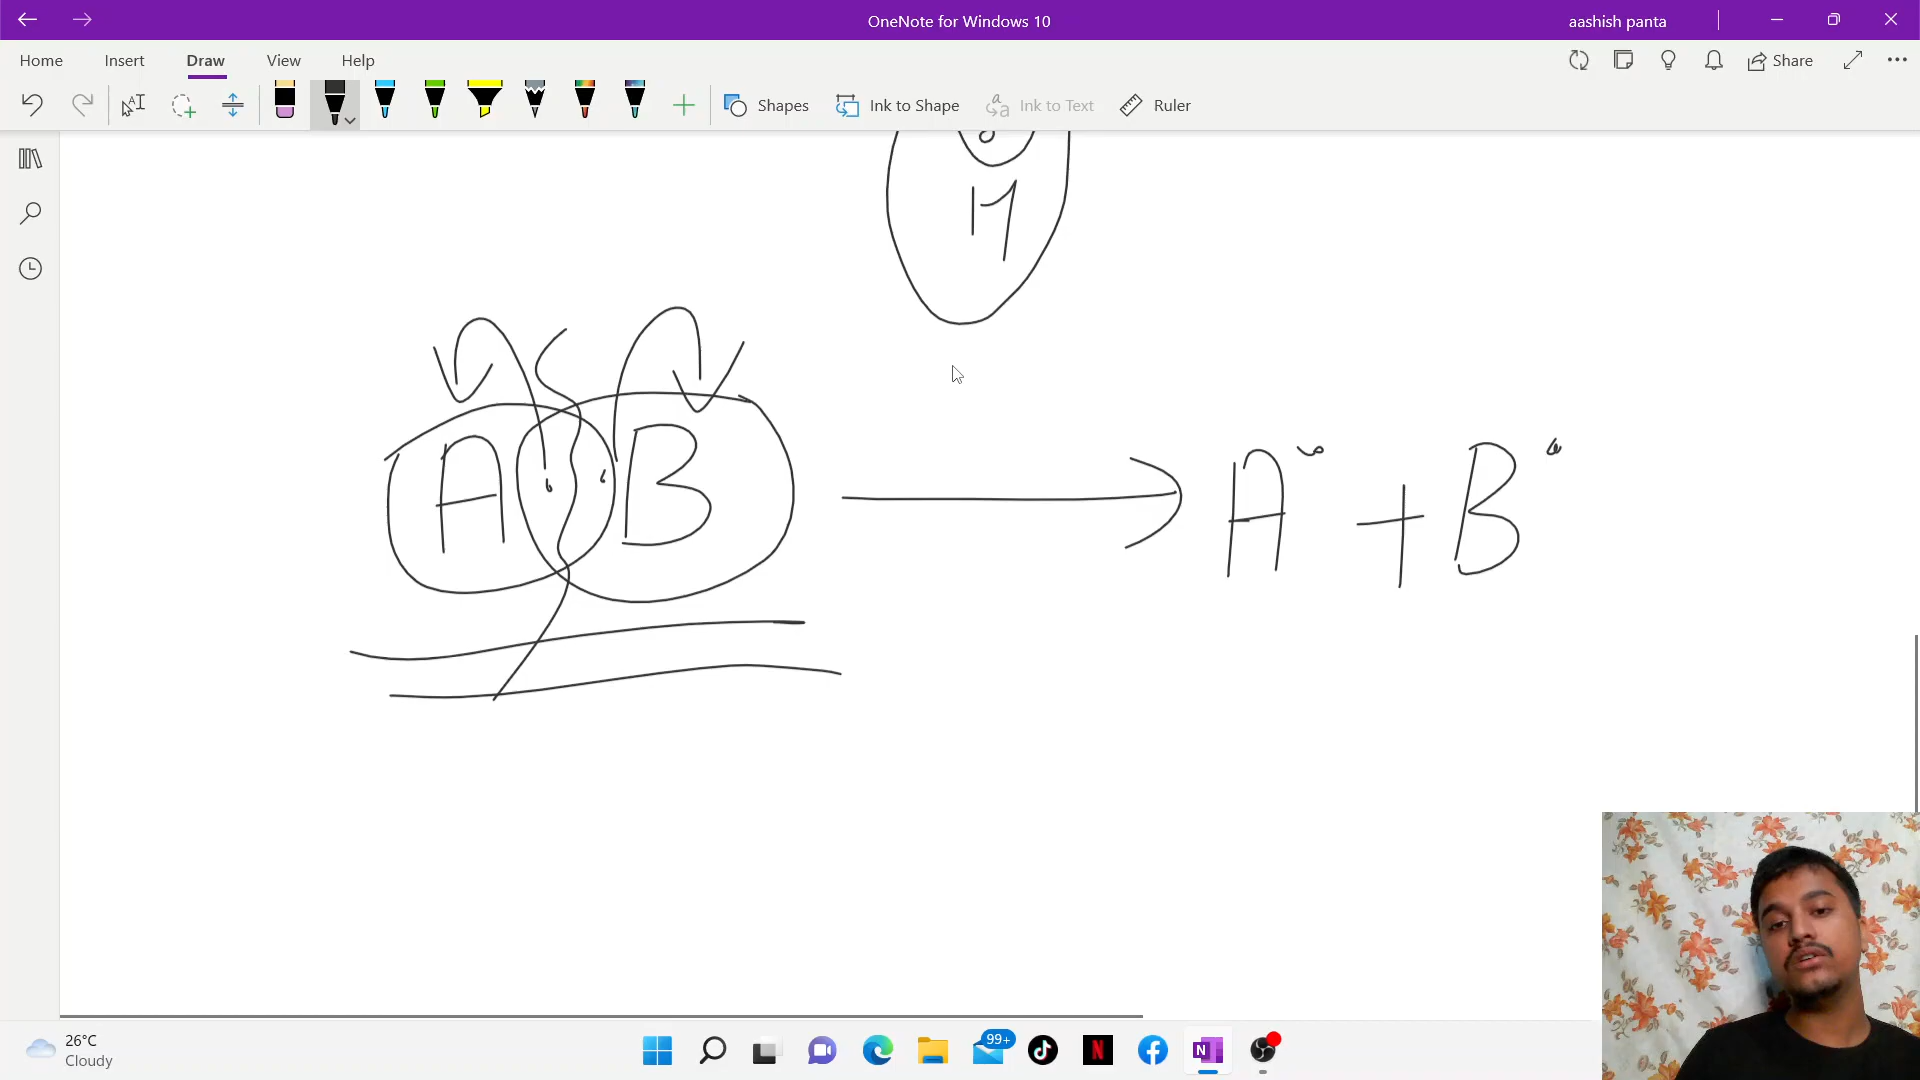 OneNote for Windows 10
aashish panta
Home Insert Draw View Help
Share
Shapes Ink to Shape Ink to Text Ruler
17
A B
A + B
99+
26°C
Cloudy